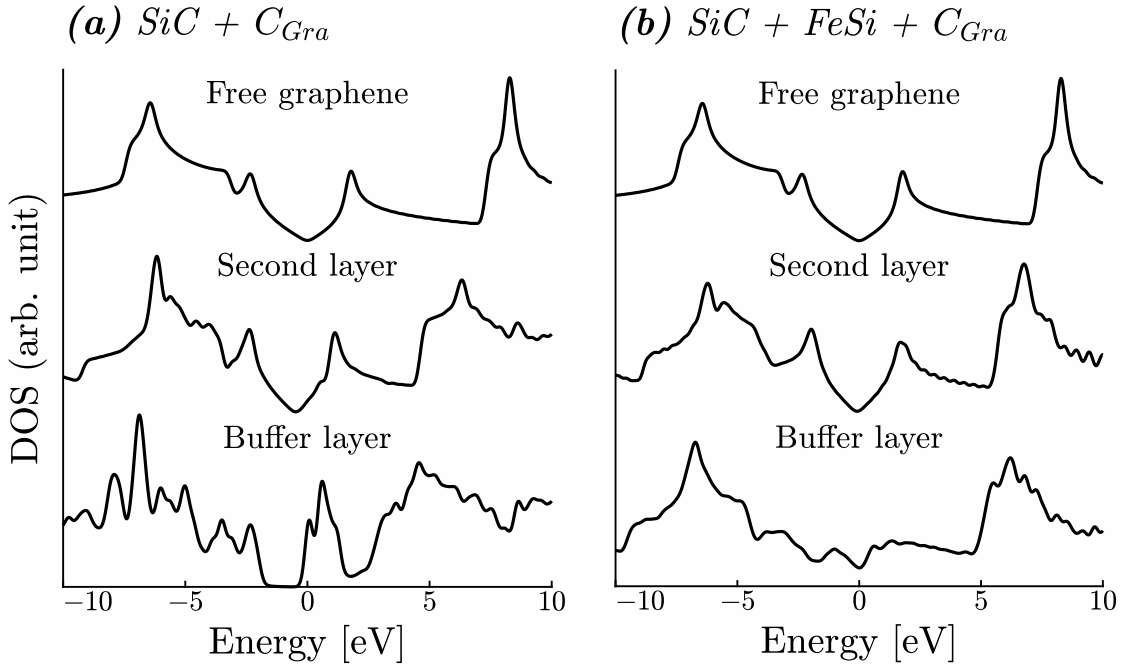 (a) SiC + C_Gra
(b) SiC + FeSi + C_Gra
DOS (arb. unit)
Free graphene
Second layer
Buffer layer
−10 −5 0 5 10
Energy [eV]
Free graphene
Second layer
Buffer layer
−10 −5 0 5 10
Energy [eV]